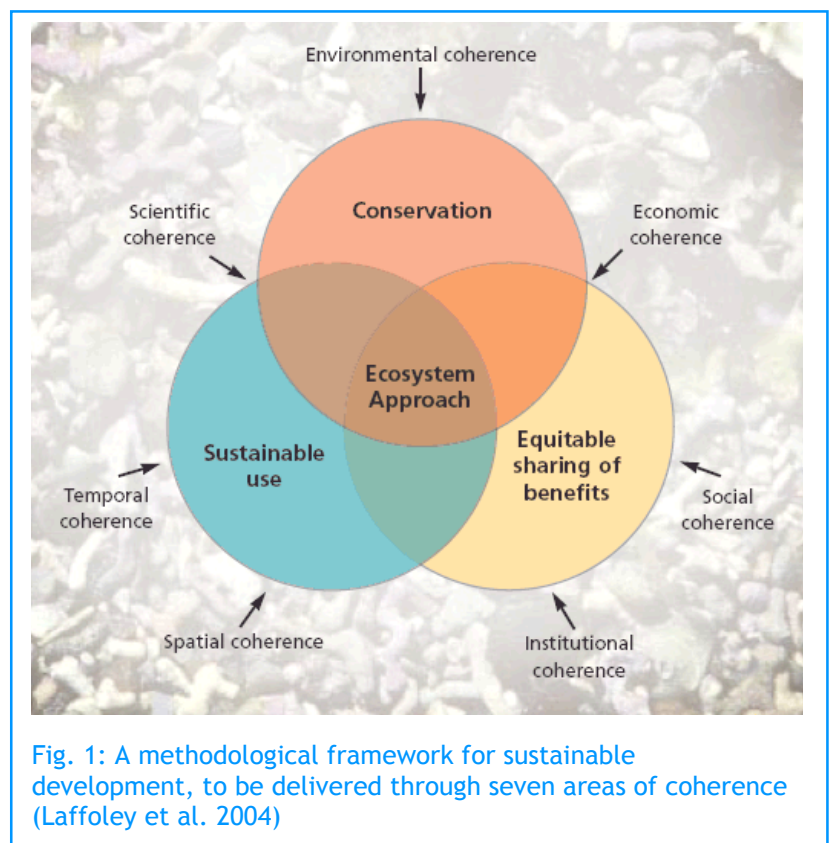 Environmental coherence
Scientific
coherence
Economic
coherence
Conservation
Ecosystem
Approach
Sustainable
use
Equitable
sharing of
benefits
Temporal
coherence
Social
coherence
Spatial coherence
Institutional
coherence
Fig. 1: A methodological framework for sustainable
development, to be delivered through seven areas of coherence
(Laffoley et al. 2004)